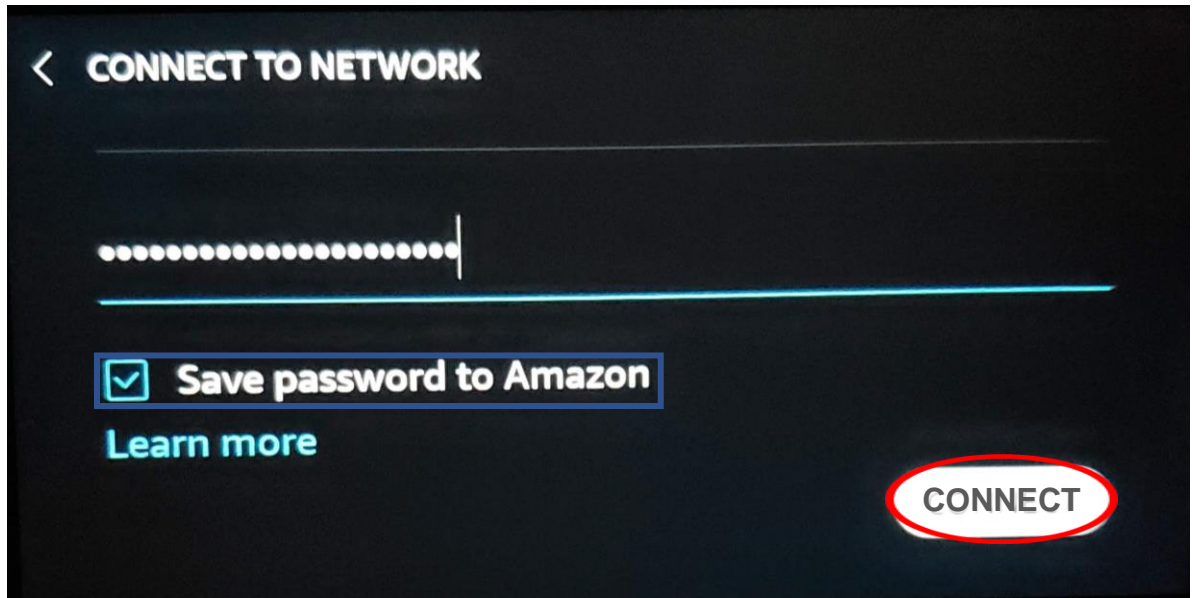 CONNECT TO NETWORK
••••••••••••••••••••••
Save password to Amazon
Learn more
CONNECT